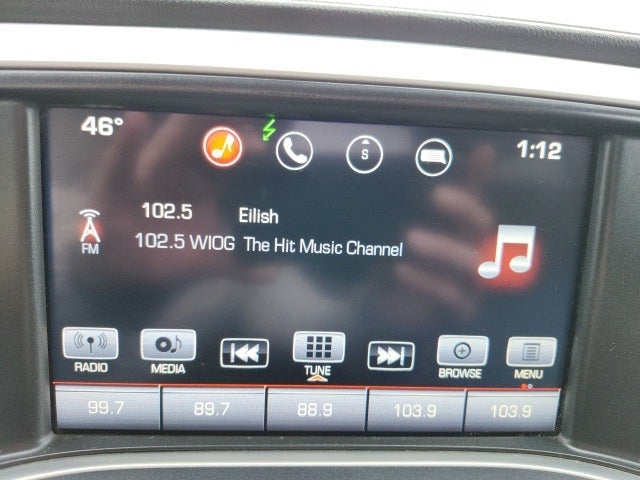 46°
S
1:12
102.5 Eilish
FM
102.5 WIOG The Hit Music Channel
RADIO
MEDIA
TUNE
BROWSE
MENU
99.7 89.7 88.9 103.9 103.9